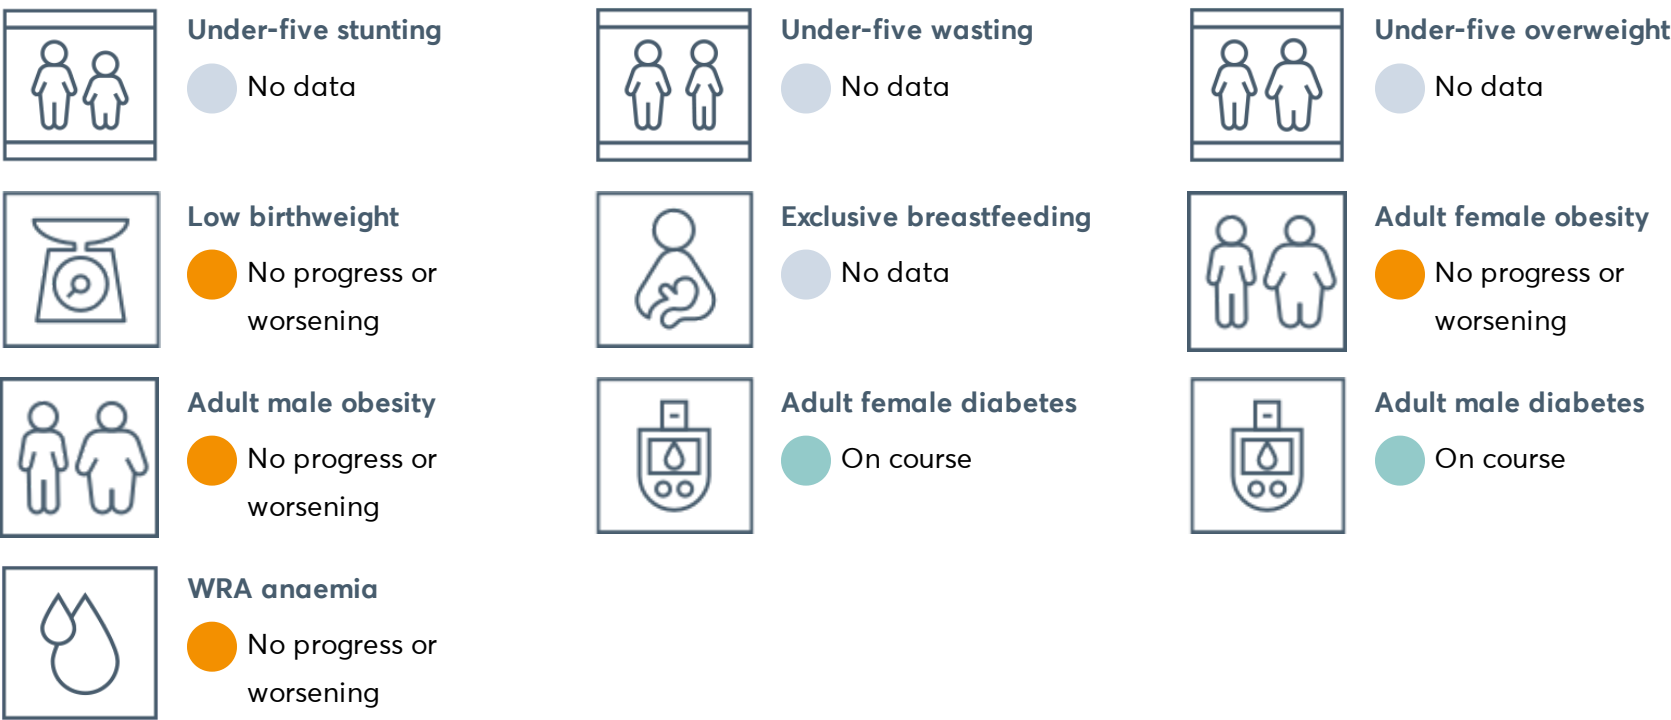 Under-five stunting
No data
Under-five wasting
No data
Under-five overweight
No data
Low birthweight
No progress or
worsening
Exclusive breastfeeding
No data
Adult female obesity
No progress or
worsening
Adult male obesity
No progress or
worsening
Adult female diabetes
On course
Adult male diabetes
On course
WRA anaemia
No progress or
worsening